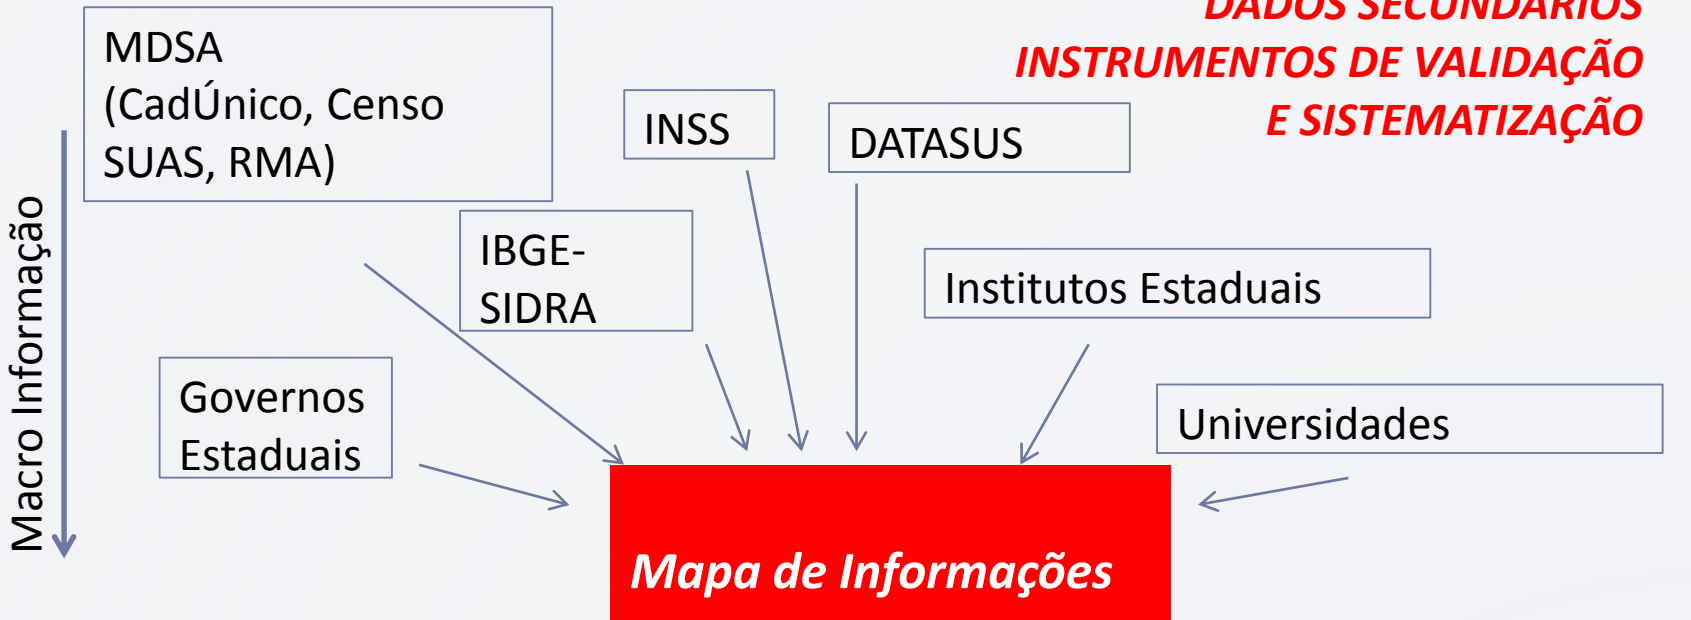 DADOS SECUNDÁRIOS
INSTRUMENTOS DE VALIDAÇÃO
E SISTEMATIZAÇÃO
MDSA
(CadÚnico, Censo
SUAS, RMA)
INSS
DATASUS
IBGE-
SIDRA
Institutos Estaduais
Governos
Estaduais
Universidades
Macro Informação
Mapa de Informações